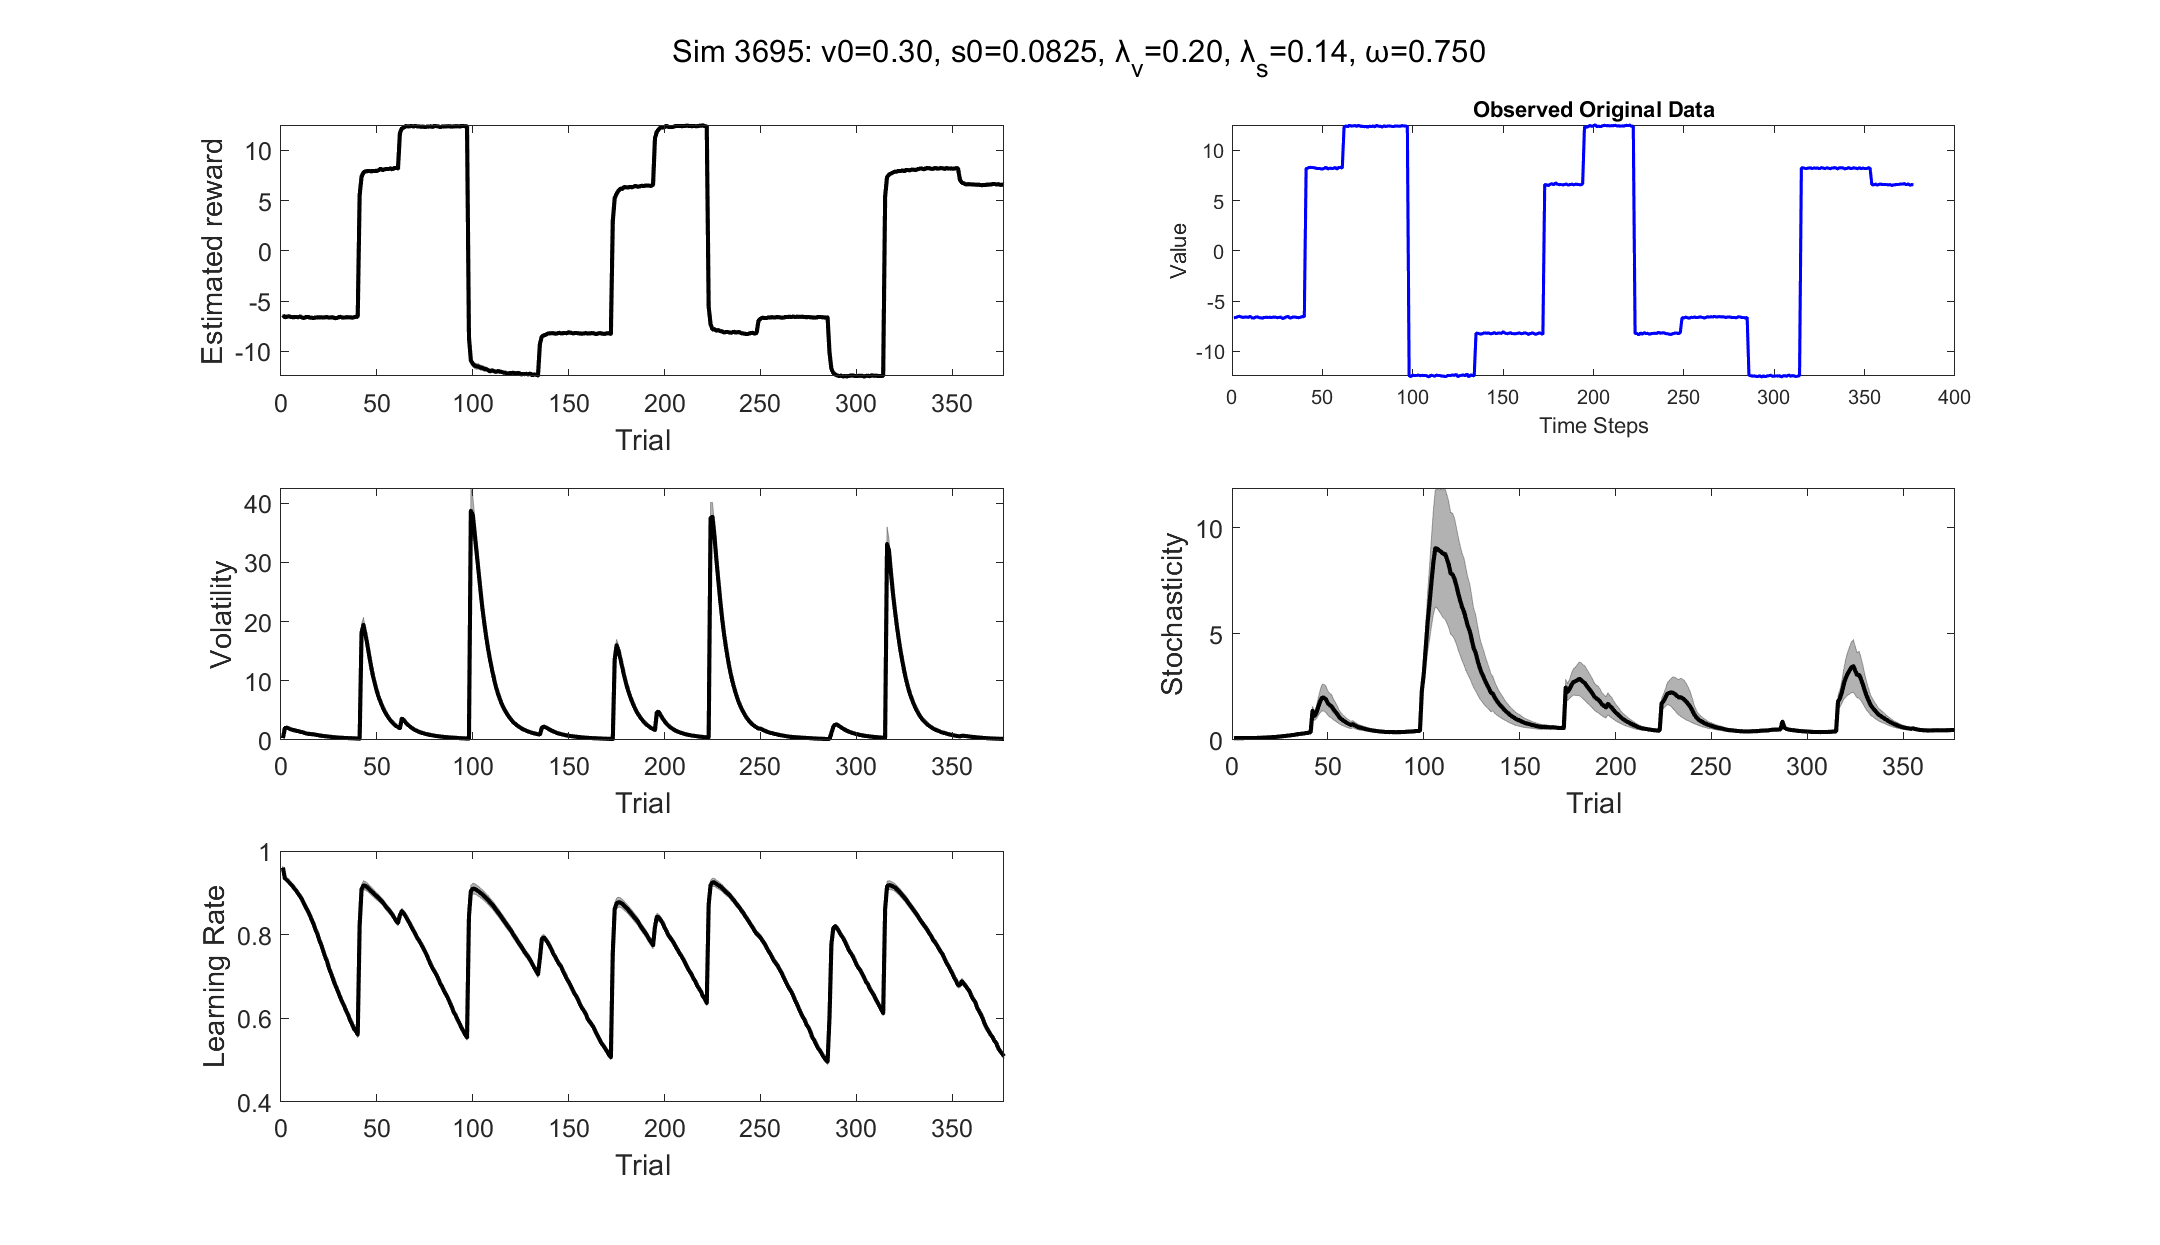 Sim 3695: v0=0.30, s0=0.0825, λ_v=0.20, λ_s=0.14, ω=0.750
Estimated reward
10
5
0
-5
-10
0 50 100 150 200 250 300 350
Trial
Observed Original Data
Value
10
5
0
-5
-10
0 50 100 150 200 250 300 350 400
Time Steps
Volatility
40
30
20
10
0
0 50 100 150 200 250 300 350
Trial
Stochasticity
10
5
0
0 50 100 150 200 250 300 350
Trial
Learning Rate
1
0.8
0.6
0.4
0 50 100 150 200 250 300 350
Trial